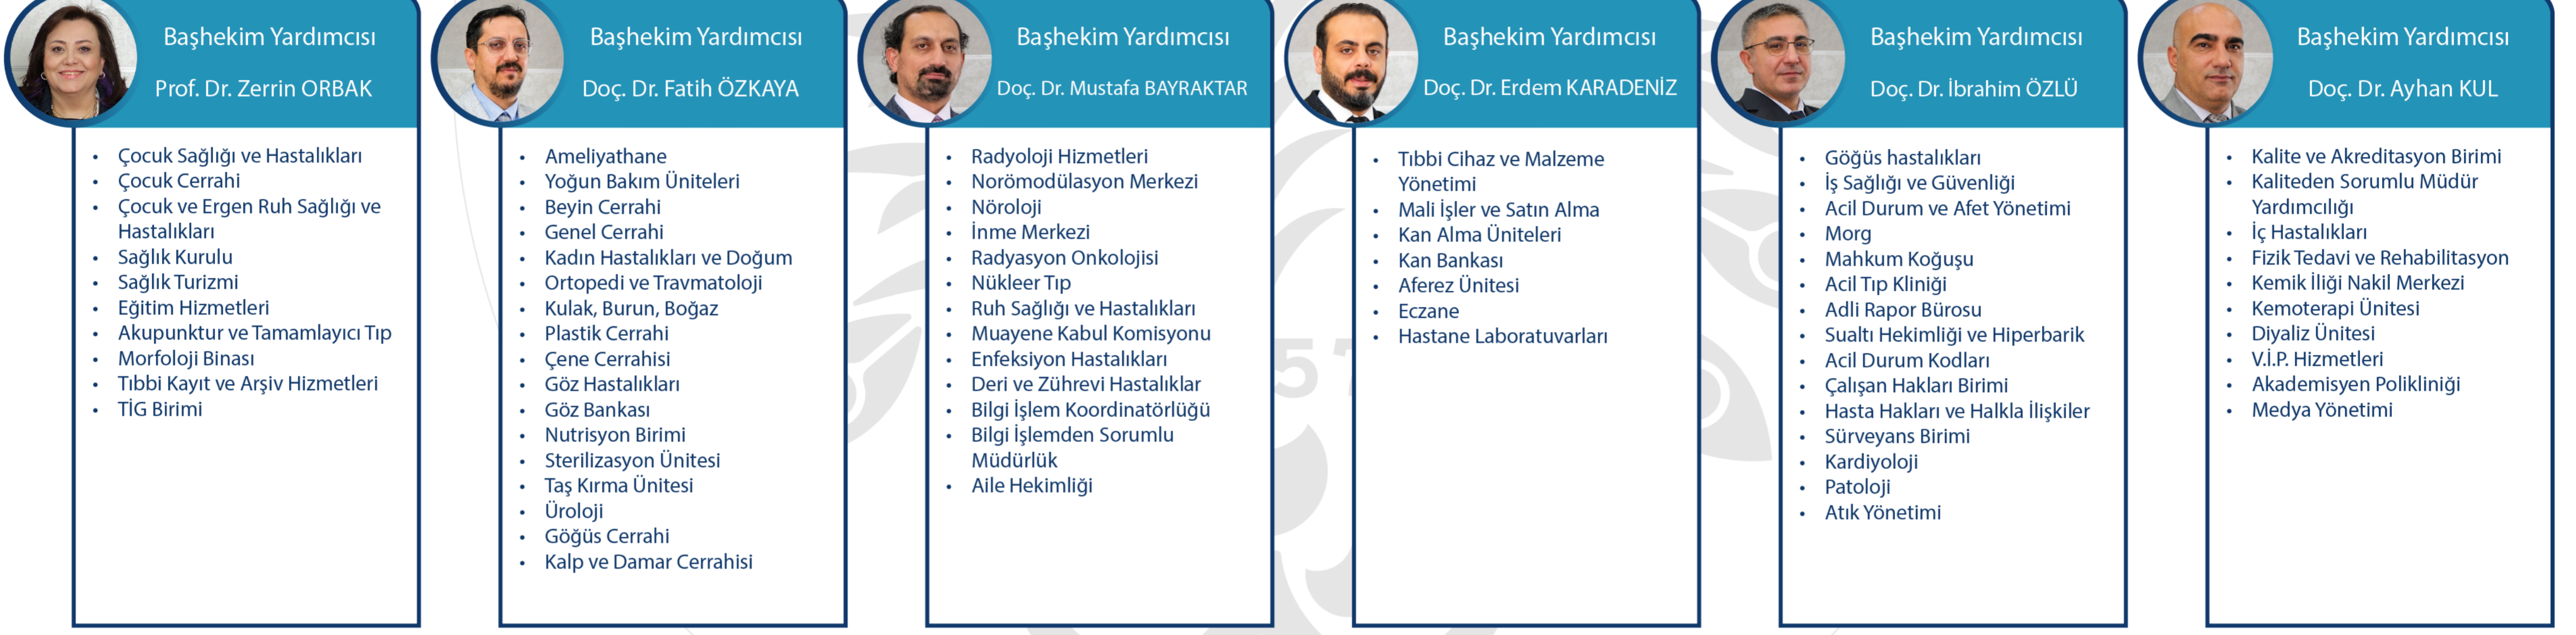 Başhekim Yardımcısı
Prof. Dr. Zerrin ORBAK
• Çocuk Sağlığı ve Hastalıkları
• Çocuk Cerrahi
• Çocuk ve Ergen Ruh Sağlığı ve
Hastalıkları
• Sağlık Kurulu
• Sağlık Turizmi
• Eğitim Hizmetleri
• Akupunktur ve Tamamlayıcı Tıp
• Morfoloji Binası
• Tıbbi Kayıt ve Arşiv Hizmetleri
• TİG Birimi
Başhekim Yardımcısı
Doç. Dr. Fatih ÖZKAYA
• Ameliyathane
• Yoğun Bakım Üniteleri
• Beyin Cerrahi
• Genel Cerrahi
• Kadın Hastalıkları ve Doğum
• Ortopedi ve Travmatoloji
• Kulak, Burun, Boğaz
• Plastik Cerrahi
• Çene Cerrahisi
• Göz Hastalıkları
• Göz Bankası
• Nutrisyon Birimi
• Sterilizasyon Ünitesi
• Taş Kırma Ünitesi
• Üroloji
• Göğüs Cerrahi
• Kalp ve Damar Cerrahisi
Başhekim Yardımcısı
Doç. Dr. Mustafa BAYRAKTAR
• Radyoloji Hizmetleri
• Norömodülasyon Merkezi
• Nöroloji
• İnme Merkezi
• Radyasyon Onkolojisi
• Nükleer Tıp
• Ruh Sağlığı ve Hastalıkları
• Muayene Kabul Komisyonu
• Enfeksiyon Hastalıkları
• Deri ve Zührevi Hastalıklar
• Bilgi İşlem Koordinatörlüğü
• Bilgi İşlemden Sorumlu
Müdürlük
• Aile Hekimliği
Başhekim Yardımcısı
Doç. Dr. Erdem KARADENİZ
• Tıbbi Cihaz ve Malzeme
Yönetimi
• Mali İşler ve Satın Alma
• Kan Alma Üniteleri
• Kan Bankası
• Aferez Ünitesi
• Eczane
• Hastane Laboratuvarları
Başhekim Yardımcısı
Doç. Dr. İbrahim ÖZLÜ
• Göğüs hastalıkları
• İş Sağlığı ve Güvenliği
• Acil Durum ve Afet Yönetimi
• Morg
• Mahkum Koğuşu
• Acil Tıp Kliniği
• Adli Rapor Bürosu
• Sualtı Hekimliği ve Hiperbarik
• Acil Durum Kodları
• Çalışan Hakları Birimi
• Hasta Hakları ve Halkla İlişkiler
• Sürveyans Birimi
• Kardiyoloji
• Patoloji
• Atık Yönetimi
Başhekim Yardımcısı
Doç. Dr. Ayhan KUL
• Kalite ve Akreditasyon Birimi
• Kaliteden Sorumlu Müdür
Yardımcılığı
• İç Hastalıkları
• Fizik Tedavi ve Rehabilitasyon
• Kemik İliği Nakil Merkezi
• Kemoterapi Ünitesi
• Diyaliz Ünitesi
• V.İ.P. Hizmetleri
• Akademisyen Polikliniği
• Medya Yönetimi